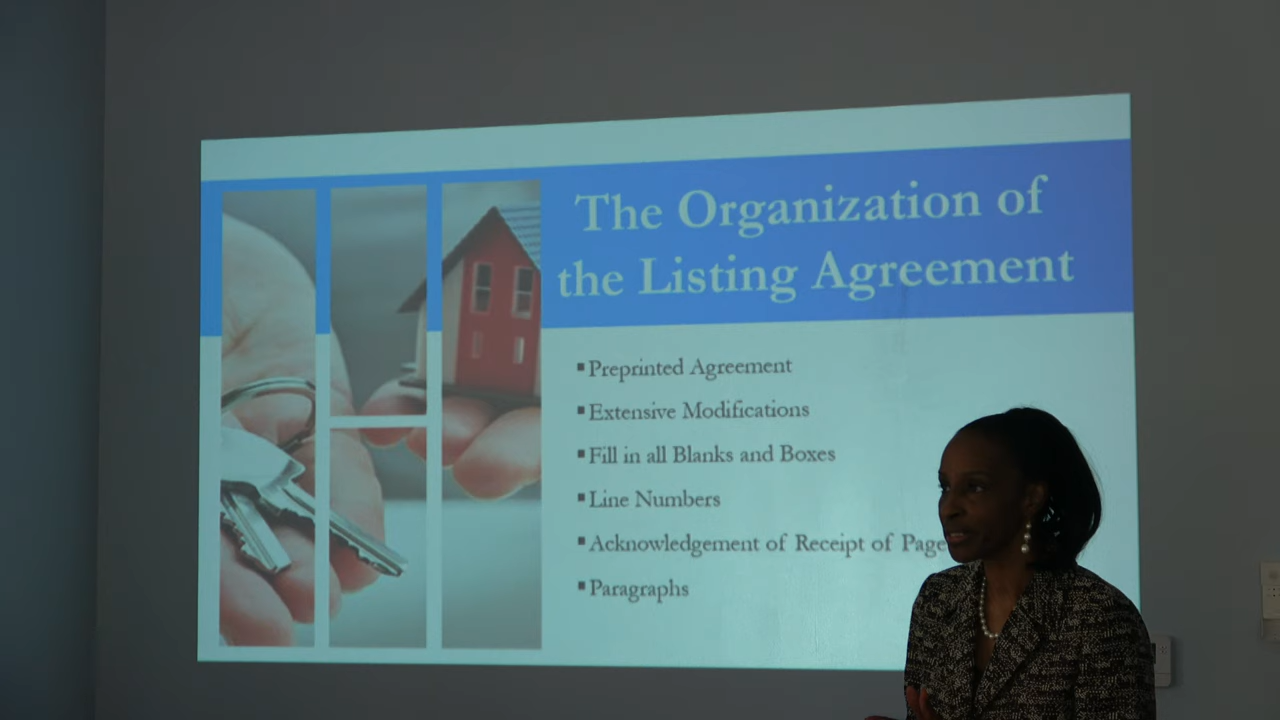 The Organization of
the Listing Agreement
▪Preprinted Agreement
▪Extensive Modifications
▪Fill in all Blanks and Boxes
▪Line Numbers
▪Acknowledgement of Receipt of Page
▪Paragraphs